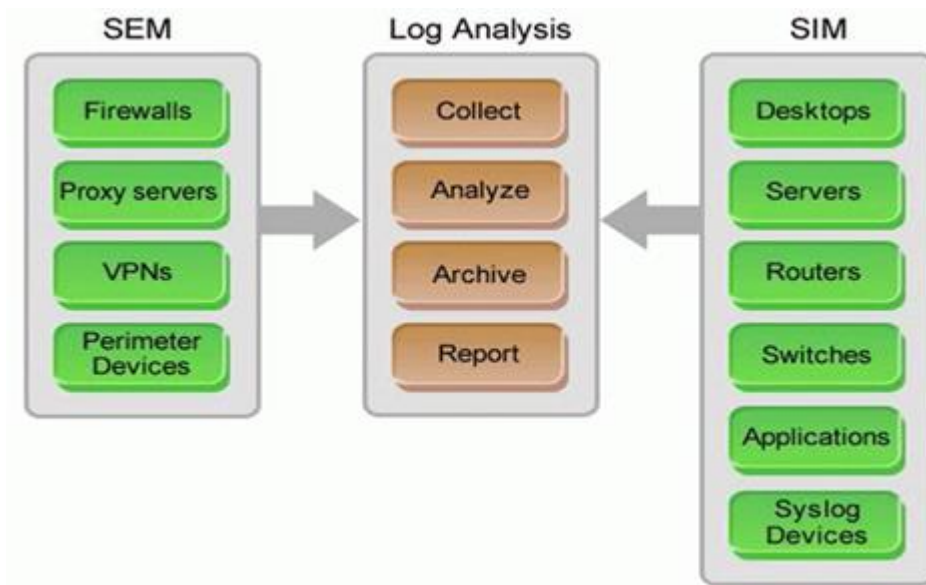 SEM
Firewalls
Proxy servers
VPNs
Perimeter
Devices
Log Analysis
Collect
Analyze
Archive
Report
SIM
Desktops
Servers
Routers
Switches
Applications
Syslog
Devices